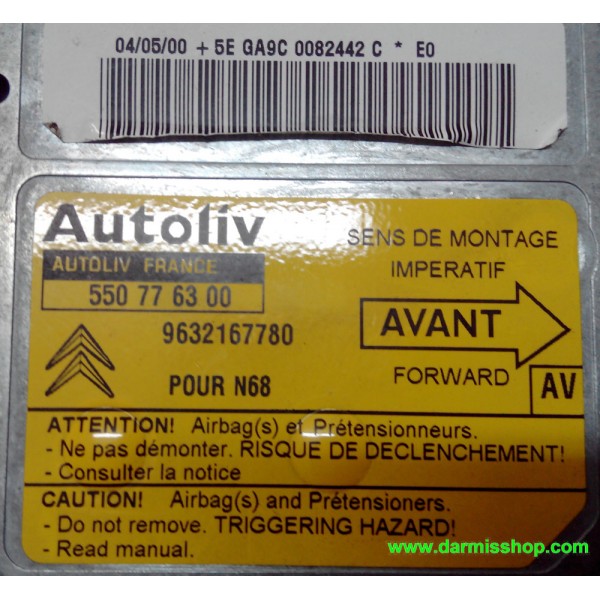 04/05/00 + 5E GA9C 0082442 C * E0
Autoliv
AUTOLIV FRANCE
550 77 63 00
9632167780
POUR N68
SENS DE MONTAGE
IMPERATIF
AVANT
FORWARD
AV
ATTENTION! Airbag(s) et Prétensionneurs.
- Ne pas démonter. RISQUE DE DECLENCHEMENT!
- Consulter la notice
CAUTION! Airbag(s) and Prétensioners.
- Do not remove. TRIGGERING HAZARD!
- Read manual.
www.darmisshop.com